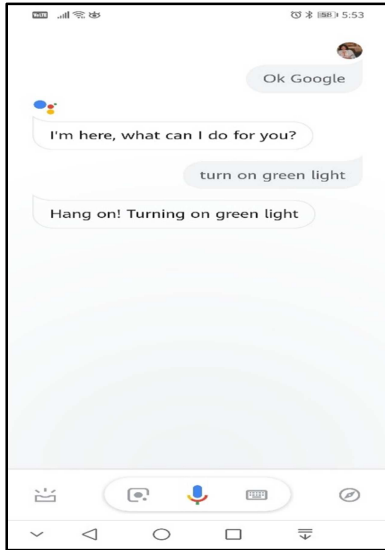 5:53
Ok Google
I'm here, what can I do for you?
turn on green light
Hang on! Turning on green light